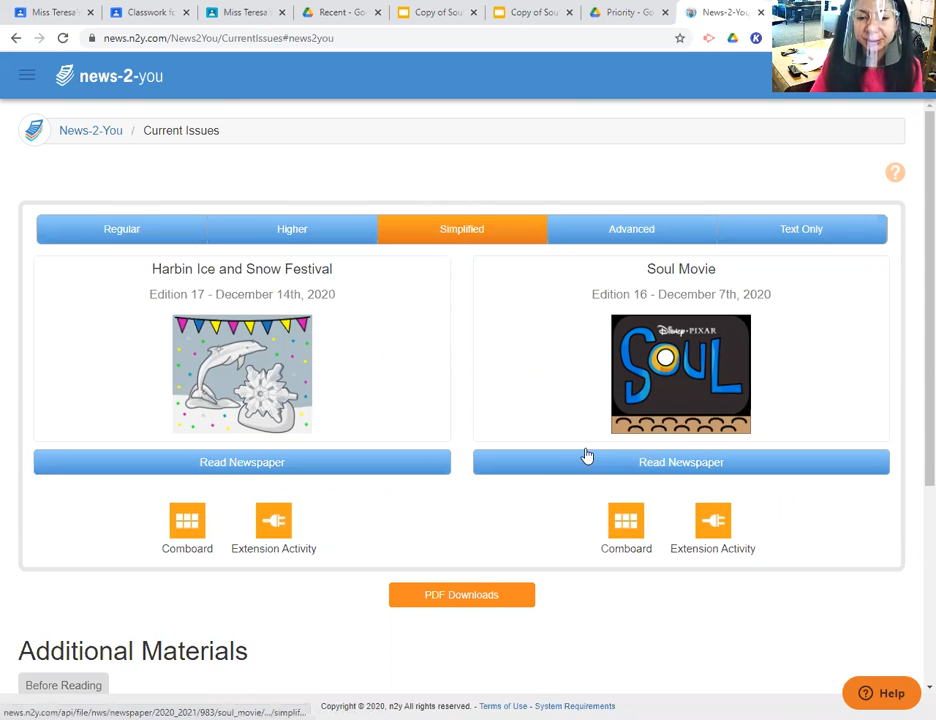 Miss Teresa'
Classwork fo
Miss Teresa'
Recent - Goo
Copy of Sou
Copy of Sou
Priority - Go
News-2-You
news.n2y.com/News2You/CurrentIssues#news2you
news-2-you
News-2-You / Current Issues
?
Regular
Higher
Simplified
Advanced
Text Only
Harbin Ice and Snow Festival
Edition 17 - December 14th, 2020
Read Newspaper
Comboard
Extension Activity
Soul Movie
Edition 16 - December 7th, 2020
Disney·PIXAR
SOUL
Read Newspaper
Comboard
Extension Activity
PDF Downloads
Additional Materials
Before Reading
Help
news.n2y.com/api/file/nws/newspaper/2020_2021/983/soul_movie/.../simplif...
Copyright © 2020, n2y All rights reserved. - Terms of Use - System Requirements